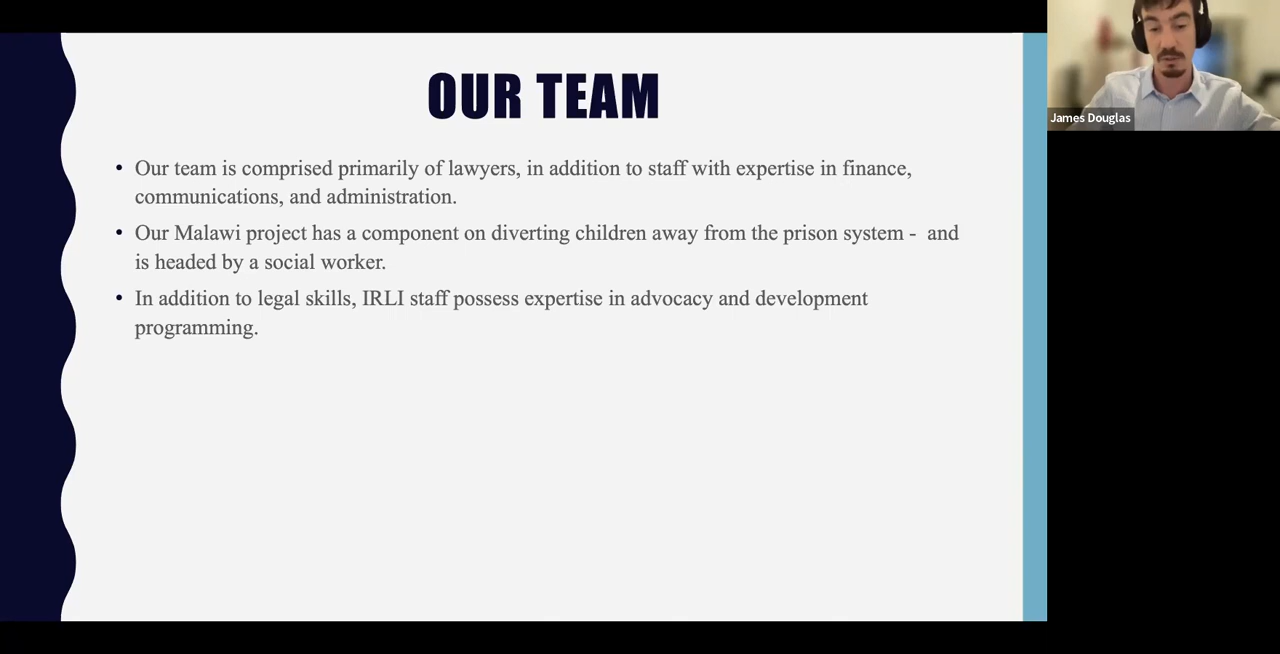 OUR TEAM
• Our team is comprised primarily of lawyers, in addition to staff with expertise in finance,
communications, and administration.
• Our Malawi project has a component on diverting children away from the prison system -  and
is headed by a social worker.
• In addition to legal skills, IRLI staff possess expertise in advocacy and development
programming.
James Douglas